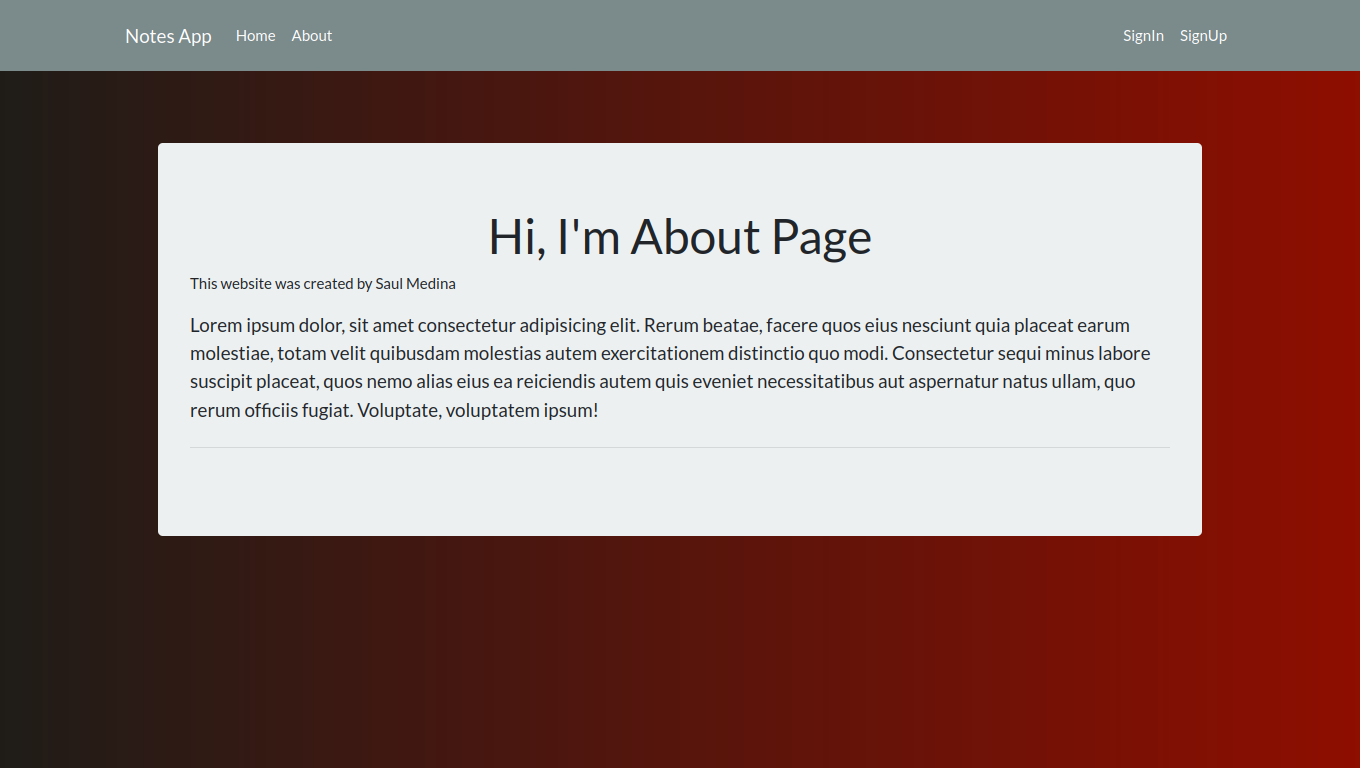 Notes App Home About SignIn SignUp
Hi, I'm About Page
This website was created by Saul Medina
Lorem ipsum dolor, sit amet consectetur adipisicing elit. Rerum beatae, facere quos eius nesciunt quia placeat earum
molestiae, totam velit quibusdam molestias autem exercitationem distinctio quo modi. Consectetur sequi minus labore
suscipit placeat, quos nemo alias eius ea reiciendis autem quis eveniet necessitatibus aut aspernatur natus ullam, quo
rerum officiis fugiat. Voluptate, voluptatem ipsum!